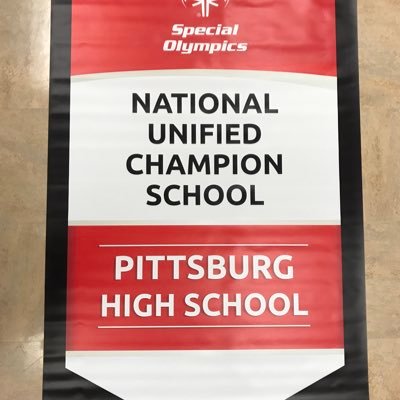 Special
Olympics
NATIONAL
UNIFIED
CHAMPION
SCHOOL
PITTSBURG
HIGH SCHOOL